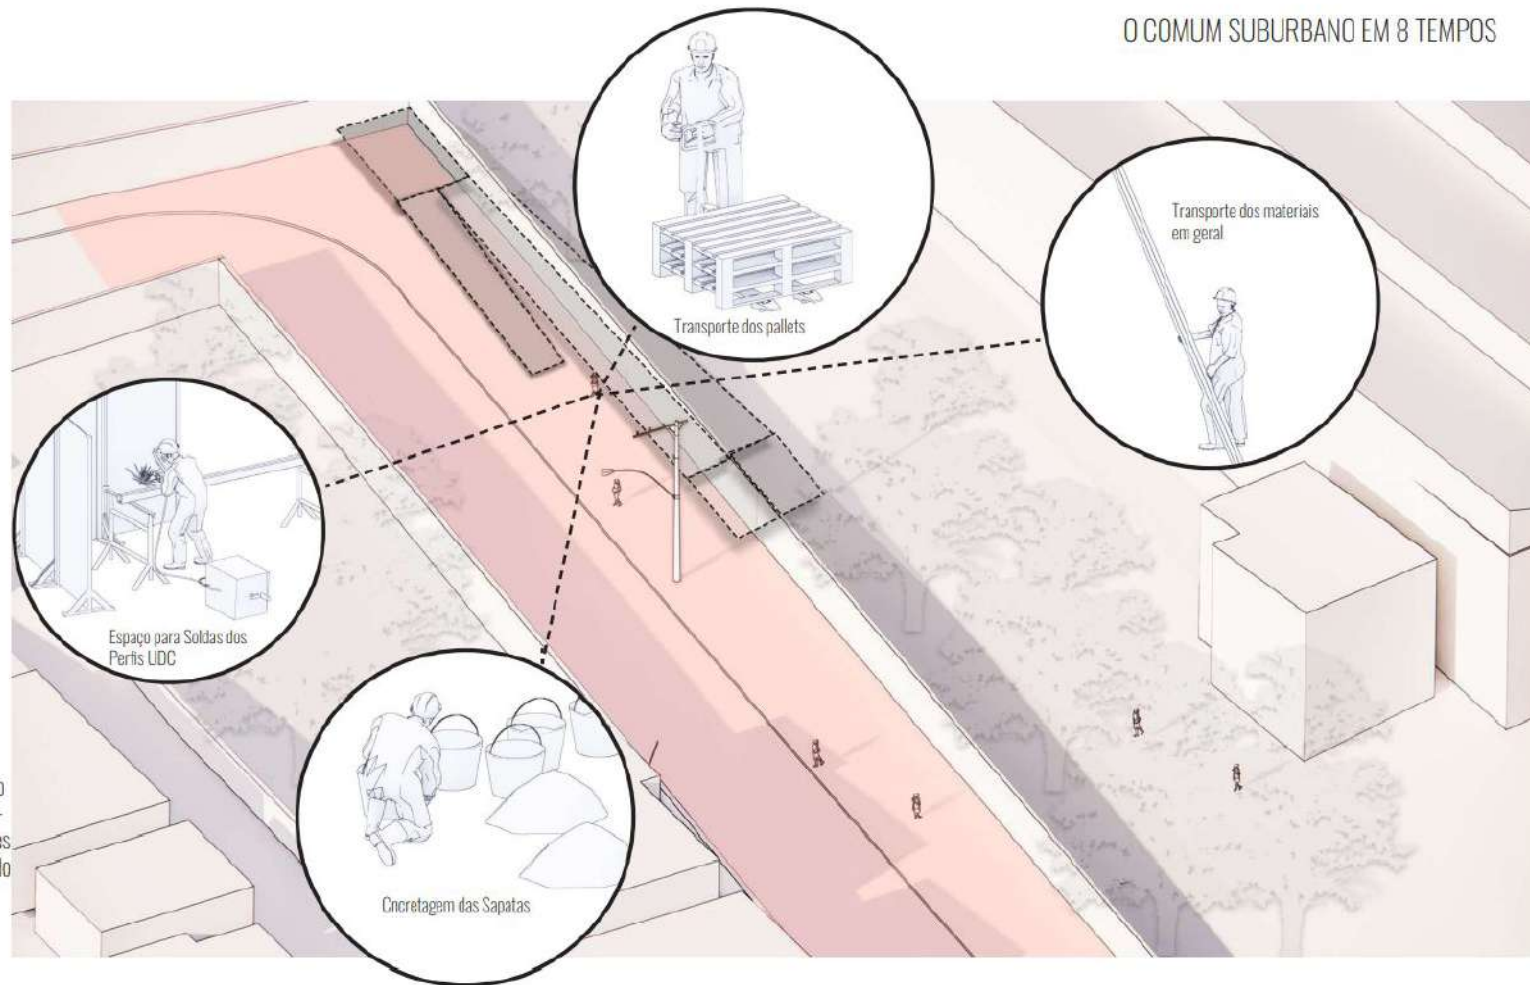 O COMUM SUBURBANO EM 8 TEMPOS
Transporte dos pallets
Transporte dos materiais
em geral
Espaço para Soldas dos
Perfis UDC
Cncretagem das Sapatas